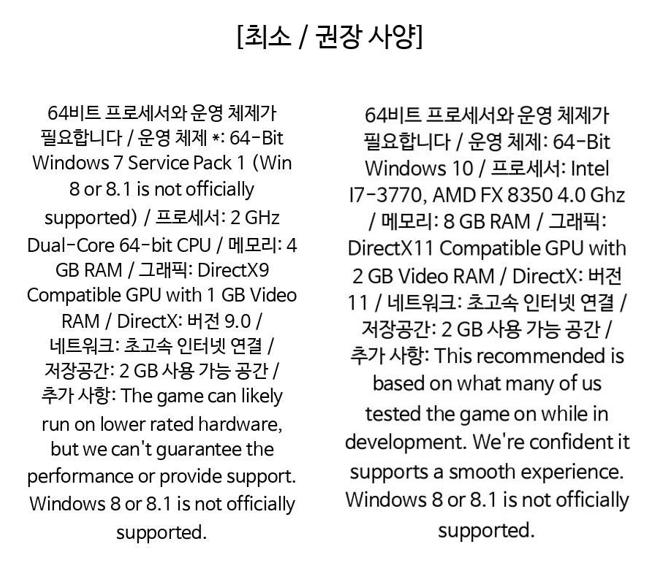 [최소 / 권장 사양]
64비트 프로세서와 운영 체제가
필요합니다 / 운영 체제 *: 64-Bit
Windows 7 Service Pack 1 (Win
8 or 8.1 is not officially
supported) / 프로세서: 2 GHz
Dual-Core 64-bit CPU / 메모리: 4
GB RAM / 그래픽: DirectX9
Compatible GPU with 1 GB Video
RAM / DirectX: 버전 9.0 /
네트워크: 초고속 인터넷 연결 /
저장공간: 2 GB 사용 가능 공간 /
추가 사항: The game can likely
run on lower rated hardware,
but we can't guarantee the
performance or provide support.
Windows 8 or 8.1 is not officially
supported.
64비트 프로세서와 운영 체제가
필요합니다 / 운영 체제: 64-Bit
Windows 10 / 프로세서: Intel
I7-3770, AMD FX 8350 4.0 Ghz
/ 메모리: 8 GB RAM / 그래픽:
DirectX11 Compatible GPU with
2 GB Video RAM / DirectX: 버전
11 / 네트워크: 초고속 인터넷 연결 /
저장공간: 2 GB 사용 가능 공간 /
추가 사항: This recommended is
based on what many of us
tested the game on while in
development. We're confident it
supports a smooth experience.
Windows 8 or 8.1 is not officially
supported.